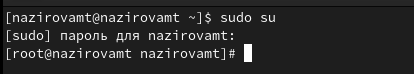 [nazirovamt@nazirovamt ~]$ sudo su
[sudo] пароль для nazirovamt:
[root@nazirovamt nazirovamt]#